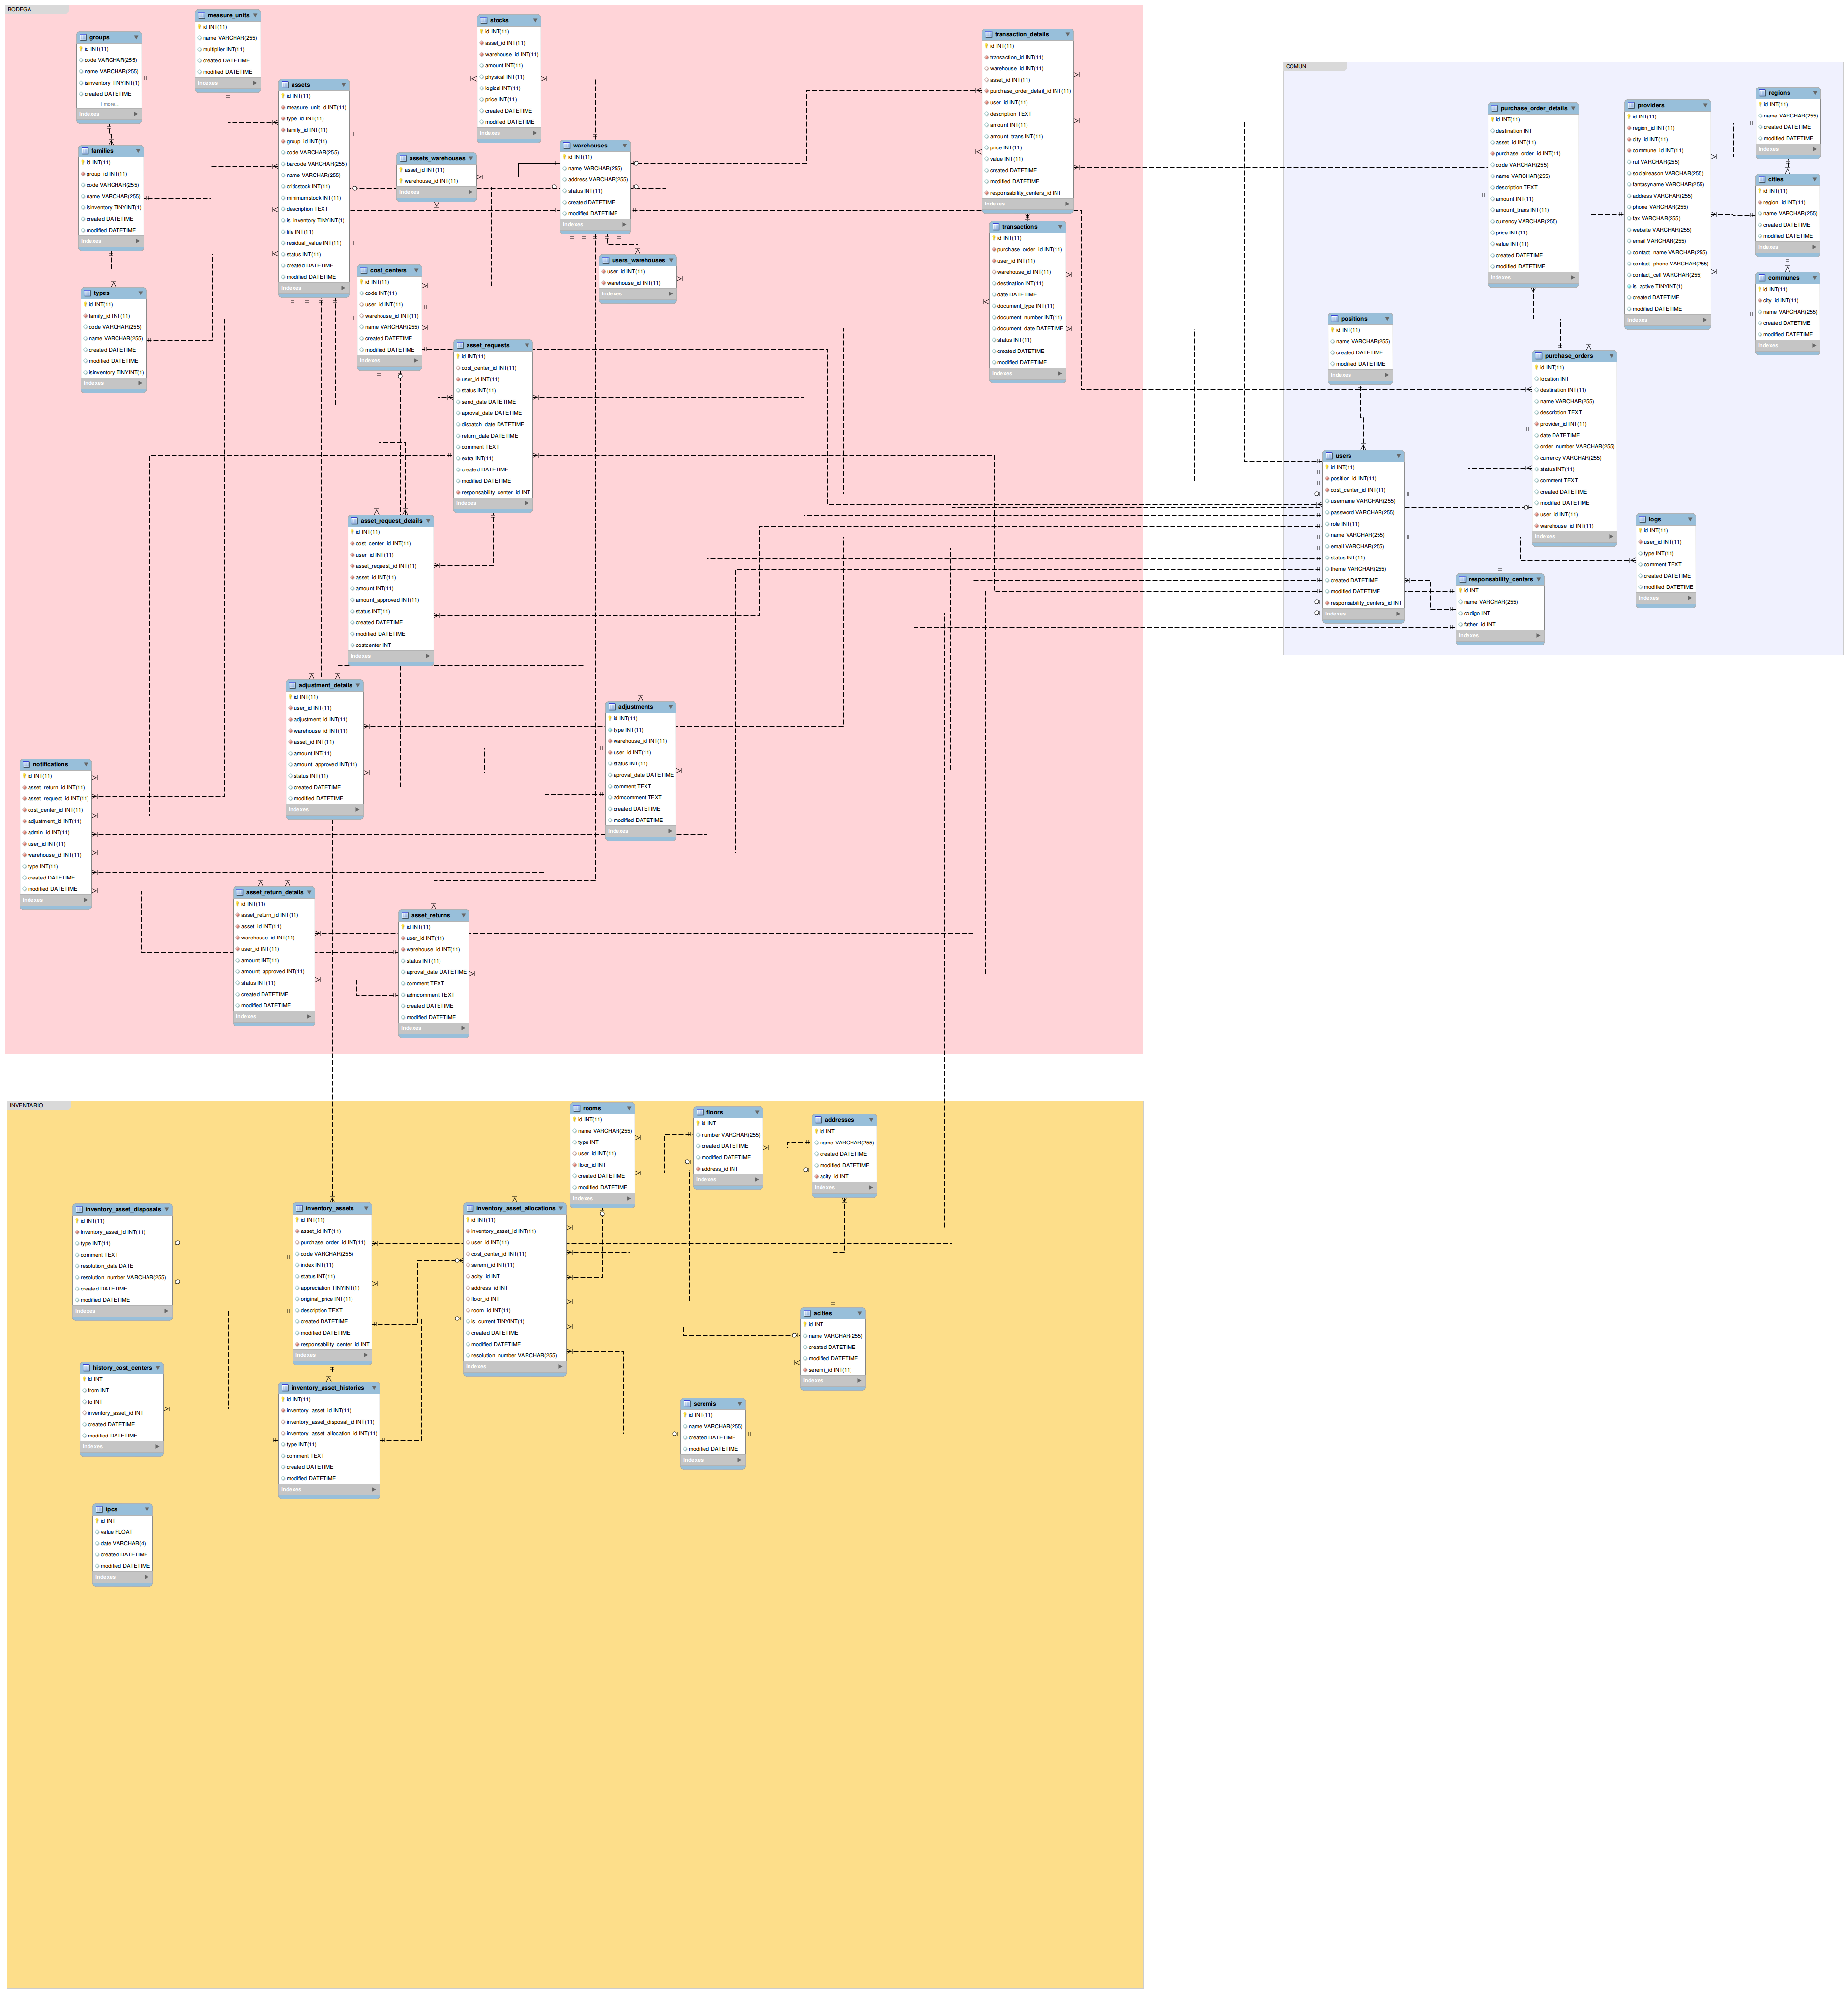 BODEGA
groups
id INT(11)
code VARCHAR(255)
name VARCHAR(255)
isinventory TINYINT(1)
created DATETIME
1 more...
Indexes
measure_units
id INT(11)
name VARCHAR(255)
multiplier INT(11)
created DATETIME
modified DATETIME
Indexes
families
id INT(11)
group_id INT(11)
code VARCHAR(255)
name VARCHAR(255)
isinventory TINYINT(1)
created DATETIME
modified DATETIME
Indexes
types
id INT(11)
family_id INT(11)
code VARCHAR(255)
name VARCHAR(255)
created DATETIME
modified DATETIME
isinventory TINYINT(1)
Indexes
assets
id INT(11)
measure_unit_id INT(11)
type_id INT(11)
family_id INT(11)
group_id INT(11)
code VARCHAR(255)
barcode VARCHAR(255)
name VARCHAR(255)
criticstock INT(11)
minimumstock INT(11)
description TEXT
is_inventory TINYINT(1)
life INT(11)
residual_value INT(11)
status INT(11)
created DATETIME
modified DATETIME
Indexes
stocks
id INT(11)
asset_id INT(11)
warehouse_id INT(11)
amount INT(11)
physical INT(11)
logical INT(11)
price INT(11)
created DATETIME
modified DATETIME
Indexes
assets_warehouses
asset_id INT(11)
warehouse_id INT(11)
Indexes
warehouses
id INT(11)
name VARCHAR(255)
address VARCHAR(255)
status INT(11)
created DATETIME
modified DATETIME
Indexes
users_warehouses
user_id INT(11)
warehouse_id INT(11)
Indexes
cost_centers
id INT(11)
code INT(11)
user_id INT(11)
warehouse_id INT(11)
name VARCHAR(255)
created DATETIME
modified DATETIME
Indexes
asset_requests
id INT(11)
cost_center_id INT(11)
user_id INT(11)
status INT(11)
send_date DATETIME
aproval_date DATETIME
dispatch_date DATETIME
return_date DATETIME
comment TEXT
extra INT(11)
created DATETIME
modified DATETIME
responsability_center_id INT
Indexes
asset_request_details
id INT(11)
cost_center_id INT(11)
user_id INT(11)
asset_request_id INT(11)
asset_id INT(11)
amount INT(11)
amount_approved INT(11)
status INT(11)
created DATETIME
modified DATETIME
costcenter INT
Indexes
transaction_details
id INT(11)
transaction_id INT(11)
warehouse_id INT(11)
asset_id INT(11)
purchase_order_detail_id INT(11)
user_id INT(11)
description TEXT
amount INT(11)
amount_trans INT(11)
price INT(11)
value INT(11)
created DATETIME
modified DATETIME
responsability_centers_id INT
Indexes
transactions
id INT(11)
purchase_order_id INT(11)
user_id INT(11)
warehouse_id INT(11)
destination INT(11)
date DATETIME
document_type INT(11)
document_number INT(11)
document_date DATETIME
status INT(11)
created DATETIME
modified DATETIME
Indexes
adjustment_details
id INT(11)
user_id INT(11)
adjustment_id INT(11)
warehouse_id INT(11)
asset_id INT(11)
amount INT(11)
amount_approved INT(11)
status INT(11)
created DATETIME
modified DATETIME
Indexes
adjustments
id INT(11)
type INT(11)
warehouse_id INT(11)
user_id INT(11)
status INT(11)
aproval_date DATETIME
comment TEXT
admcomment TEXT
created DATETIME
modified DATETIME
Indexes
notifications
id INT(11)
asset_return_id INT(11)
asset_request_id INT(11)
cost_center_id INT(11)
adjustment_id INT(11)
admin_id INT(11)
user_id INT(11)
warehouse_id INT(11)
type INT(11)
created DATETIME
modified DATETIME
Indexes
asset_return_details
id INT(11)
asset_return_id INT(11)
asset_id INT(11)
warehouse_id INT(11)
user_id INT(11)
amount INT(11)
amount_approved INT(11)
status INT(11)
created DATETIME
modified DATETIME
Indexes
asset_returns
id INT(11)
user_id INT(11)
warehouse_id INT(11)
status INT(11)
aproval_date DATETIME
comment TEXT
admcomment TEXT
created DATETIME
modified DATETIME
Indexes
COMUN
purchase_order_details
id INT(11)
destination INT
asset_id INT(11)
purchase_order_id INT(11)
code VARCHAR(255)
name VARCHAR(255)
description TEXT
amount INT(11)
amount_trans INT(11)
currency VARCHAR(255)
price INT(11)
value INT(11)
created DATETIME
modified DATETIME
Indexes
providers
id INT(11)
region_id INT(11)
city_id INT(11)
commune_id INT(11)
rut VARCHAR(255)
socialreason VARCHAR(255)
fantasyname VARCHAR(255)
address VARCHAR(255)
phone VARCHAR(255)
fax VARCHAR(255)
website VARCHAR(255)
email VARCHAR(255)
contact_name VARCHAR(255)
contact_phone VARCHAR(255)
contact_cell VARCHAR(255)
is_active TINYINT(1)
created DATETIME
modified DATETIME
Indexes
regions
id INT(11)
name VARCHAR(255)
created DATETIME
modified DATETIME
Indexes
cities
id INT(11)
region_id INT(11)
name VARCHAR(255)
created DATETIME
modified DATETIME
Indexes
communes
id INT(11)
city_id INT(11)
name VARCHAR(255)
created DATETIME
modified DATETIME
Indexes
positions
id INT(11)
name VARCHAR(255)
created DATETIME
modified DATETIME
Indexes
purchase_orders
id INT(11)
location INT
destination INT(11)
name VARCHAR(255)
description TEXT
provider_id INT(11)
date DATETIME
order_number VARCHAR(255)
currency VARCHAR(255)
status INT(11)
comment TEXT
created DATETIME
modified DATETIME
user_id INT(11)
warehouse_id INT(11)
Indexes
users
id INT(11)
position_id INT(11)
cost_center_id INT(11)
username VARCHAR(255)
password VARCHAR(255)
role INT(11)
name VARCHAR(255)
email VARCHAR(255)
status INT(11)
theme VARCHAR(255)
created DATETIME
modified DATETIME
responsability_centers_id INT
Indexes
logs
id INT(11)
user_id INT(11)
type INT(11)
comment TEXT
created DATETIME
modified DATETIME
Indexes
responsability_centers
id INT
name VARCHAR(255)
codigo INT
father_id INT
Indexes
INVENTARIO
rooms
id INT(11)
name VARCHAR(255)
type INT
user_id INT(11)
floor_id INT
created DATETIME
modified DATETIME
Indexes
floors
id INT
number VARCHAR(255)
created DATETIME
modified DATETIME
address_id INT
Indexes
addresses
id INT
name VARCHAR(255)
created DATETIME
modified DATETIME
acity_id INT
Indexes
inventory_asset_disposals
id INT(11)
inventory_asset_id INT(11)
type INT(11)
comment TEXT
resolution_date DATE
resolution_number VARCHAR(255)
created DATETIME
modified DATETIME
Indexes
inventory_assets
id INT(11)
asset_id INT(11)
purchase_order_id INT(11)
code VARCHAR(255)
index INT(11)
status INT(11)
appreciation TINYINT(1)
original_price INT(11)
description TEXT
created DATETIME
modified DATETIME
responsability_center_id INT
Indexes
inventory_asset_allocations
id INT(11)
inventory_asset_id INT(11)
user_id INT(11)
cost_center_id INT(11)
seremi_id INT(11)
acity_id INT
address_id INT
floor_id INT
room_id INT(11)
is_current TINYINT(1)
created DATETIME
modified DATETIME
resolution_number VARCHAR(255)
Indexes
acities
id INT
name VARCHAR(255)
created DATETIME
modified DATETIME
seremi_id INT(11)
Indexes
history_cost_centers
id INT
from INT
to INT
inventory_asset_id INT
created DATETIME
modified DATETIME
Indexes
inventory_asset_histories
id INT(11)
inventory_asset_id INT(11)
inventory_asset_disposal_id INT(11)
inventory_asset_allocation_id INT(11)
type INT(11)
comment TEXT
created DATETIME
modified DATETIME
Indexes
seremis
id INT(11)
name VARCHAR(255)
created DATETIME
modified DATETIME
Indexes
ipcs
id INT
value FLOAT
date VARCHAR(4)
created DATETIME
modified DATETIME
Indexes